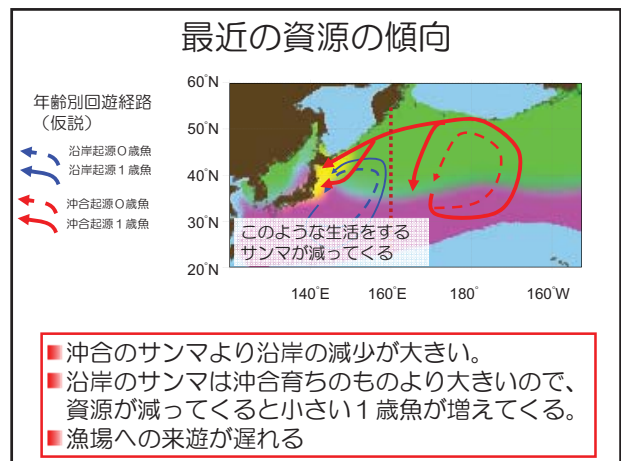 最近の資源の傾向
年齢別回遊経路
（仮説）
沿岸起源０歳魚
沿岸起源１歳魚
沖合起源０歳魚
沖合起源１歳魚
60°N
50°N
40°N
30°N
20°N
このような生活をする
サンマが減ってくる
140°E 160°E 180° 160°W
沖合のサンマより沿岸の減少が大きい。
沿岸のサンマは沖合育ちのものより大きいので、
資源が減ってくると小さい１歳魚が増えてくる。
漁場への来遊が遅れる